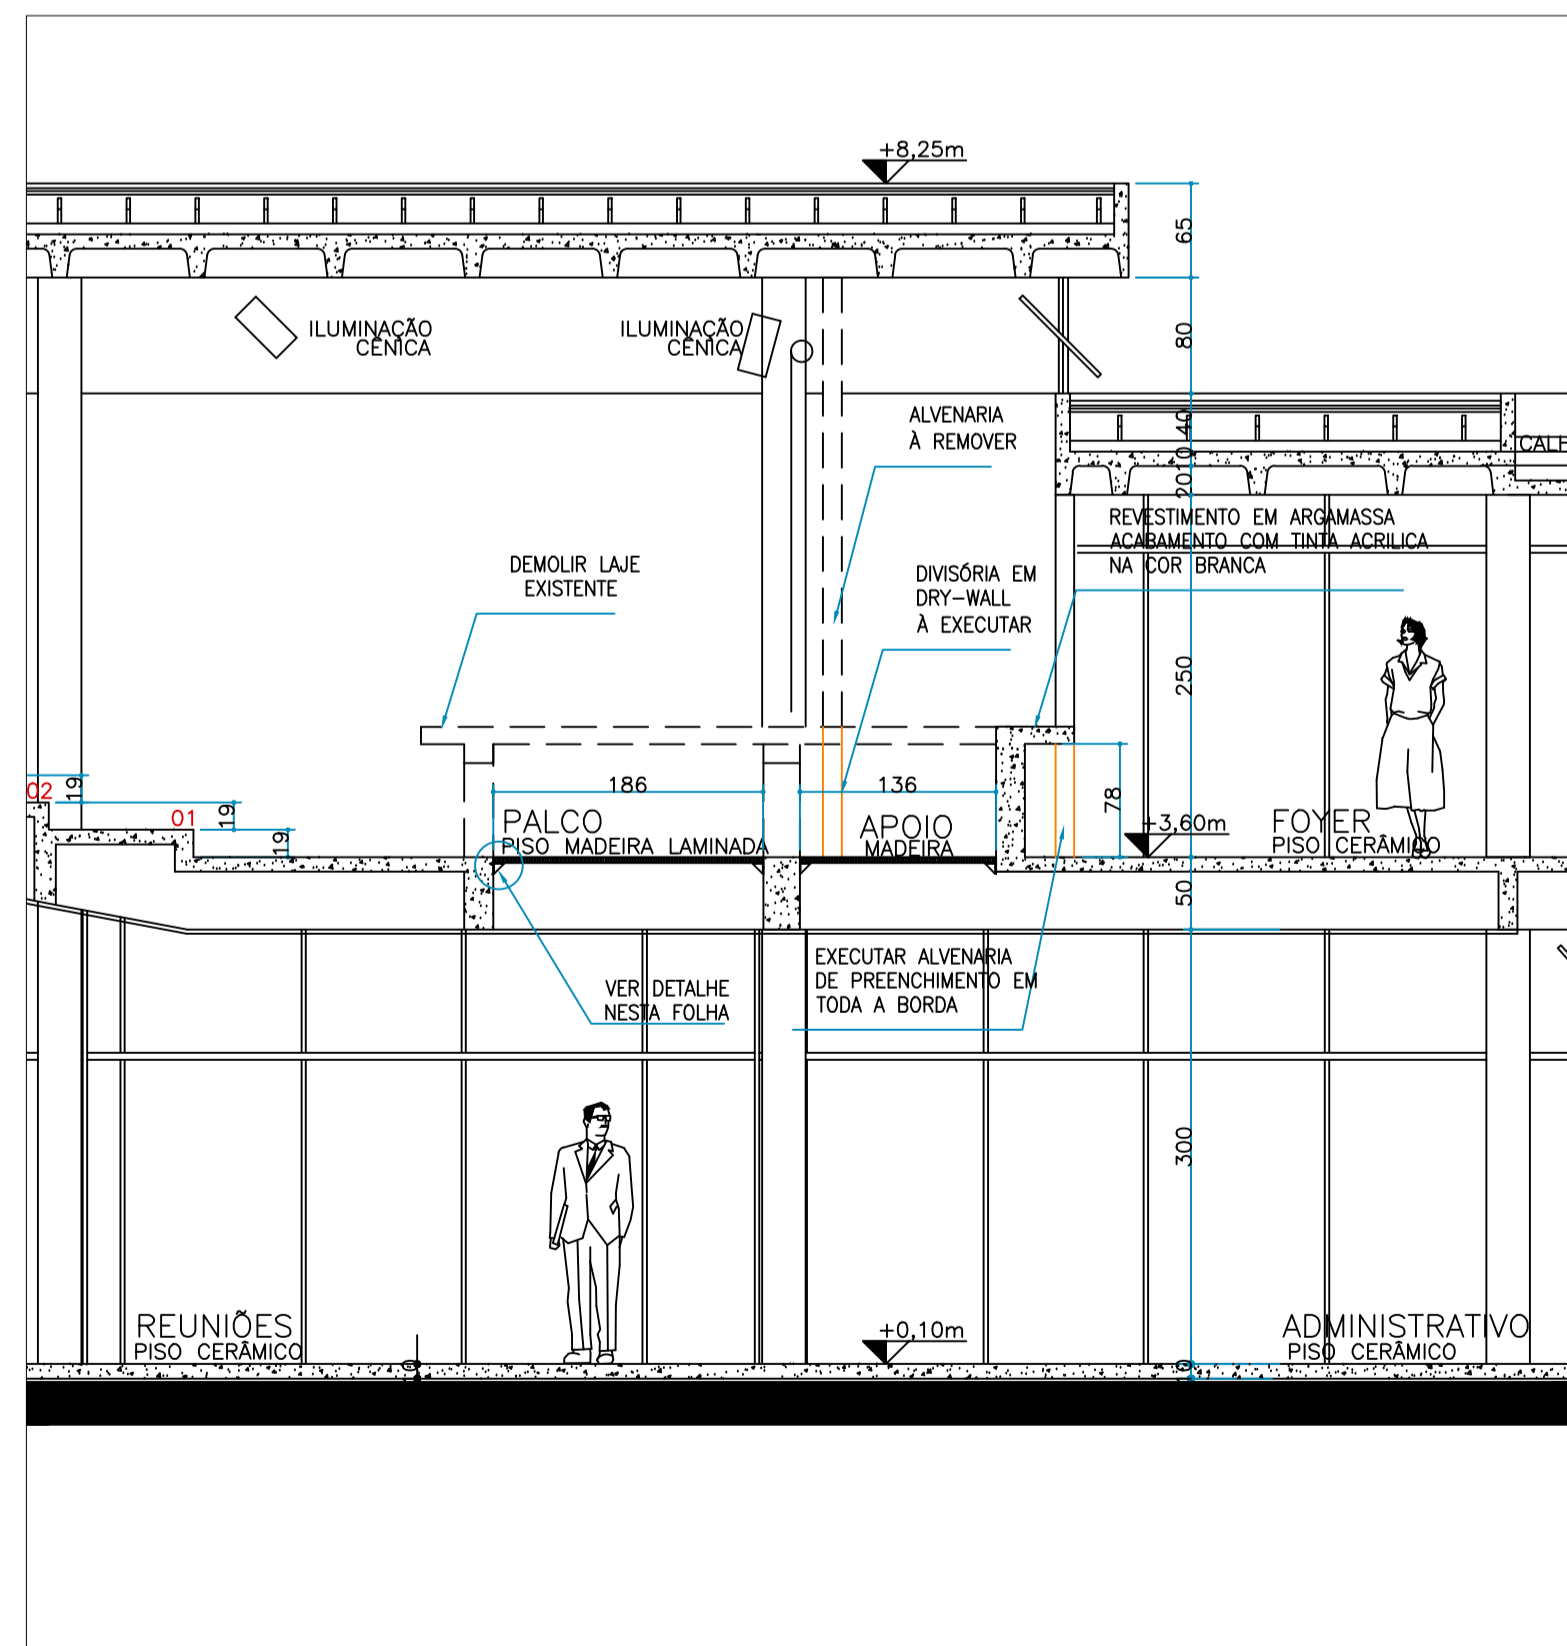 +8,25m
65
ILUMINAÇÃO
CÊNICA
ILUMINAÇÃO
CÊNICA
80
ALVENARIA
À REMOVER
40
10
20
CALH
REVESTIMENTO EM ARGAMASSA
ACABAMENTO COM TINTA ACRILICA
NA COR BRANCA
DEMOLIR LAJE
EXISTENTE
DIVISÓRIA EM
DRY-WALL
À EXECUTAR
250
02
19
01
19
19
186
136
78
PALCO
PISO MADEIRA LAMINADA
APOIO
MADEIRA
+3,60m
FOYER
PISO CERÂMICO
50
VER DETALHE
NESTA FOLHA
EXECUTAR ALVENARIA
DE PREENCHIMENTO EM
TODA A BORDA
300
REUNIÕES
PISO CERÂMICO
+0,10m
ADMINISTRATIVO
PISO CERÂMICO
10
10